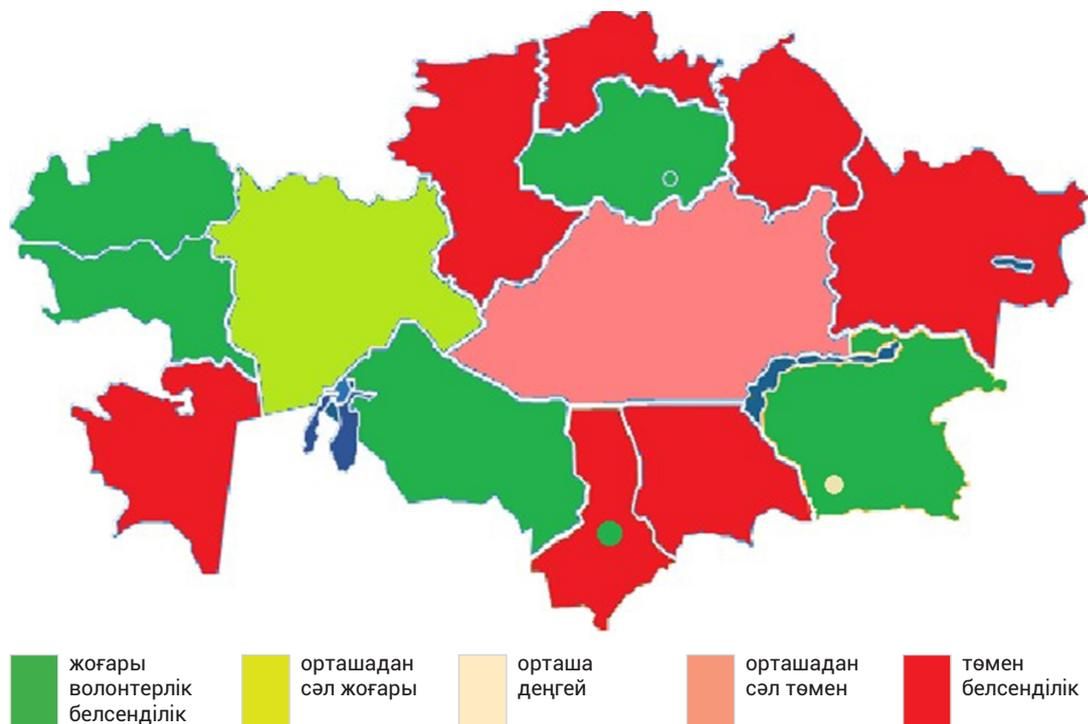 жоғары
волонтерлік
белсенділік
орташадан
сәл жоғары
орташа
деңгей
орташадан
сәл төмен
төмен
белсенділік